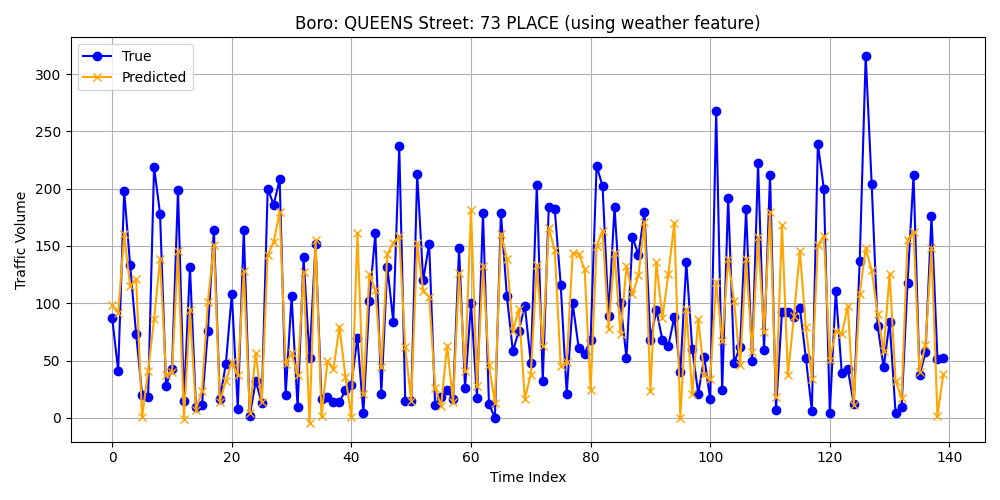 Boro: QUEENS Street: 73 PLACE (using weather feature)
True
Predicted
Traffic Volume
300
250
200
150
100
50
0
0 20 40 60 80 100 120 140
Time Index